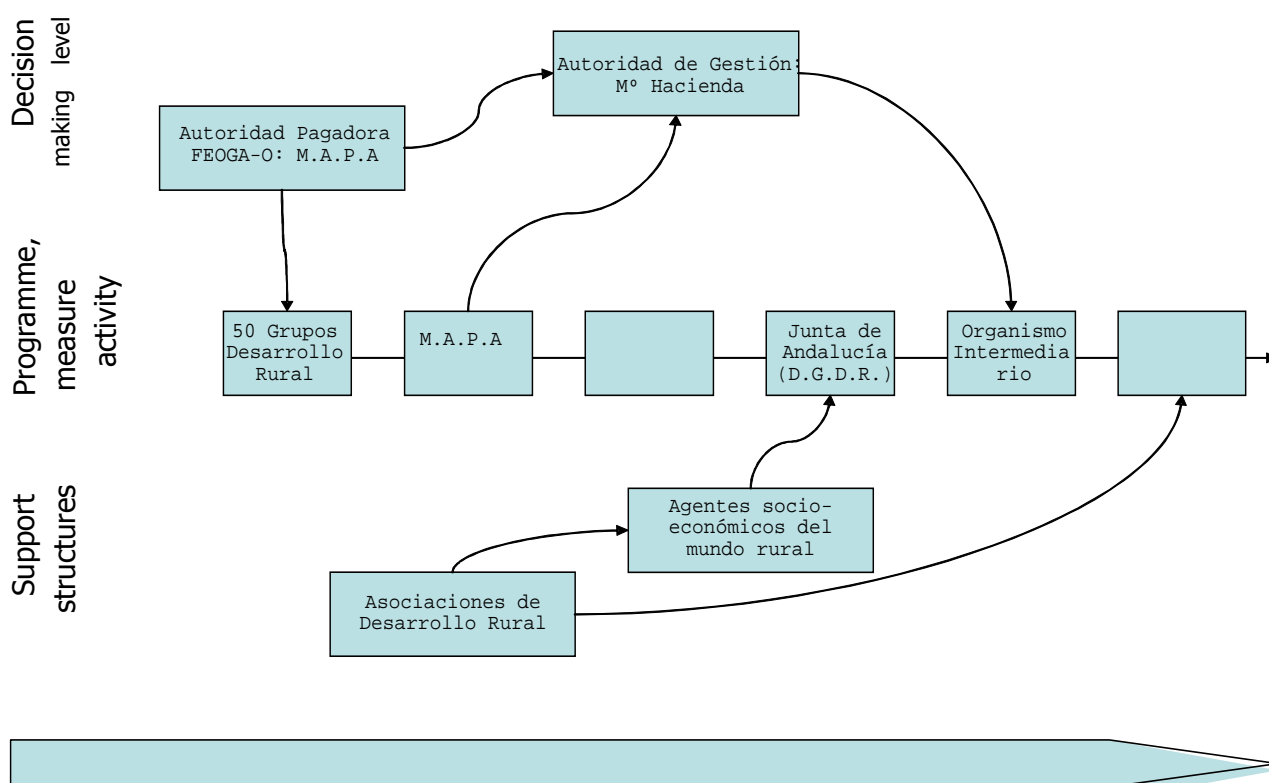 Decision
making level
Autoridad de Gestión:
Mº Hacienda
Autoridad Pagadora
FEOGA-O: M.A.P.A
Programme,
measure
activity
50 Grupos
Desarrollo
Rural
M.A.P.A
Junta de
Andalucía
(D.G.D.R.)
Organismo
Intermedia
rio
Support
structures
Agentes socio-
económicos del
mundo rural
Asociaciones de
Desarrollo Rural